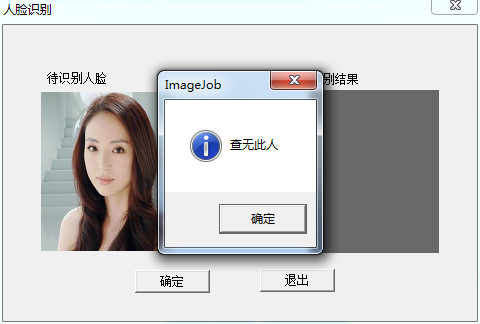 人脸识别
待识别人脸
别结果
ImageJob
查无此人
确定
确定
退出